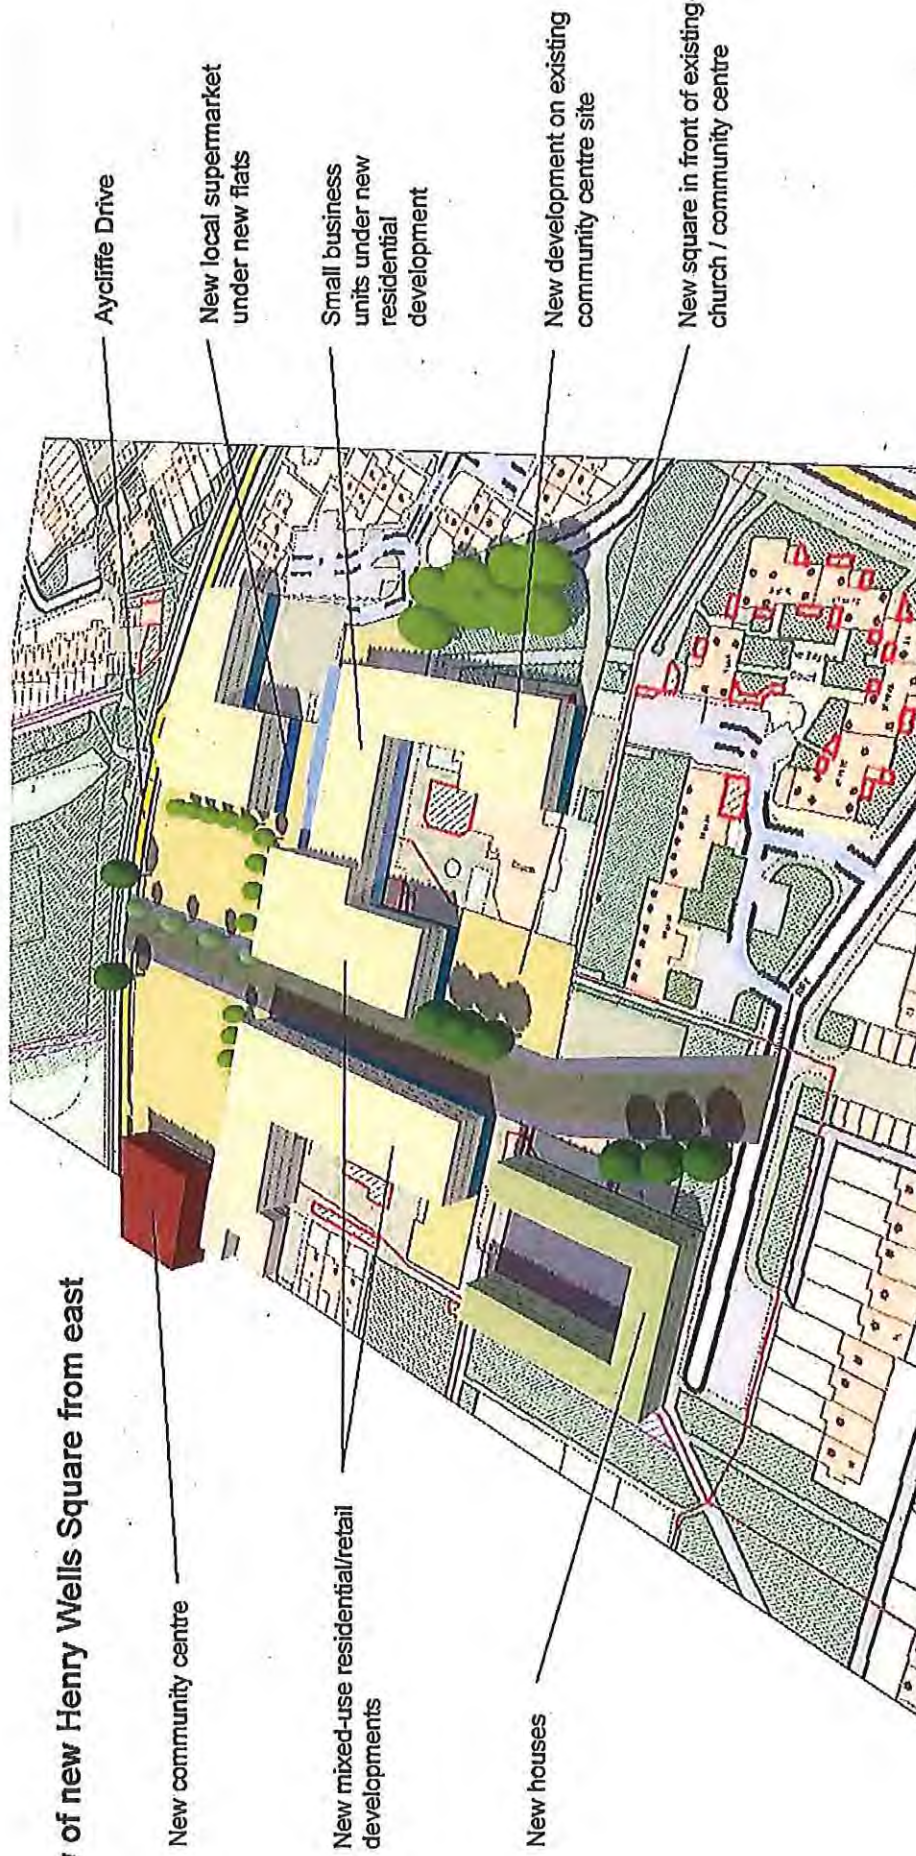 of new Henry Wells Square from east
New community centre
New mixed-use residential/retail
developments
New houses
Aycliffe Drive
New local supermarket
under new flats
Small business
units under new
residential
development
New development on existing
community centre site
New square in front of existing
church / community centre